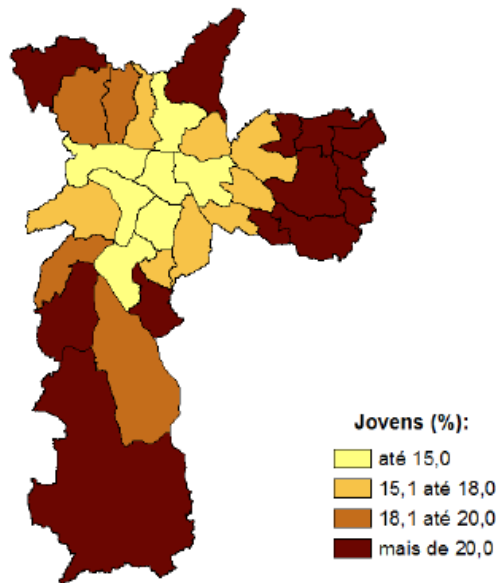 Jovens (%):
até 15,0
15,1 até 18,0
18,1 até 20,0
mais de 20,0